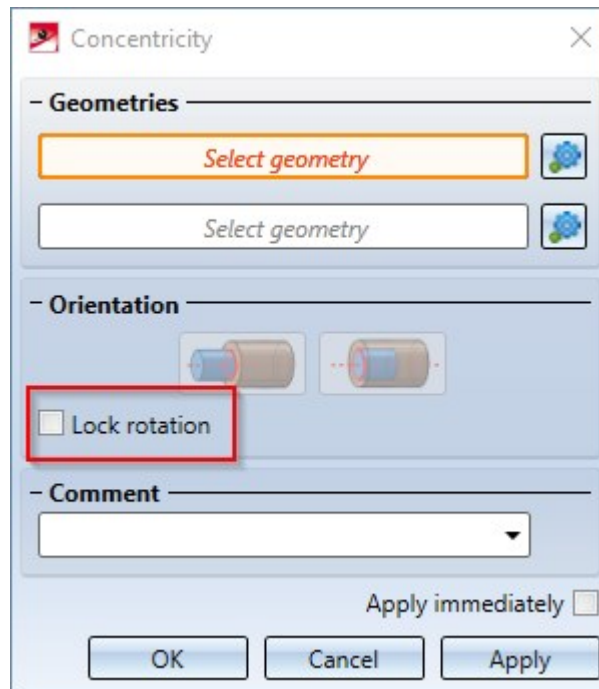 Concentricity
Geometries
Select geometry
Select geometry
Orientation
Lock rotation
Comment
Apply immediately
OK Cancel Apply